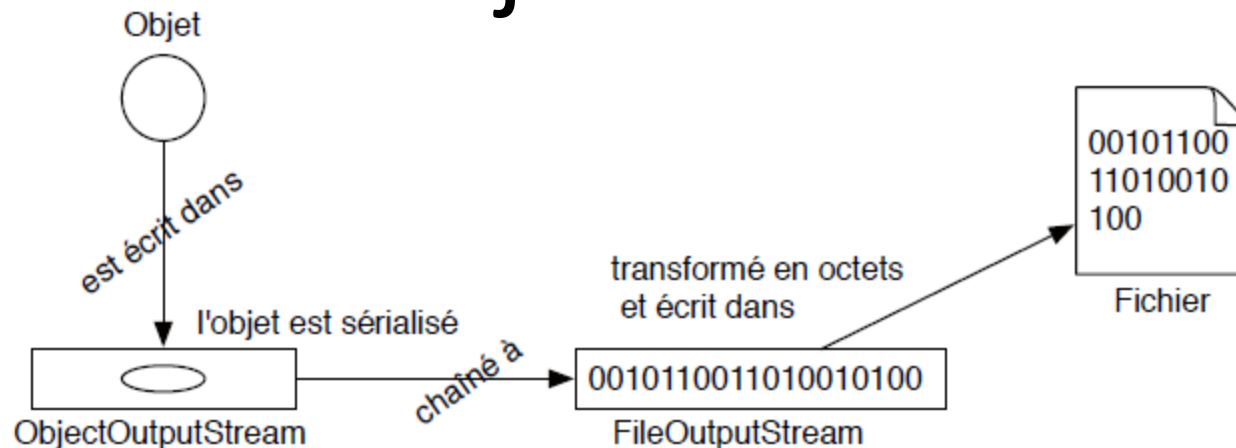 Objet
est écrit dans
l'objet est sérialisé
ObjectOutputStream
chaîné à
0010110011010010100
FileOutputStream
transformé en octets
et écrit dans
00101100
11010010
100
Fichier